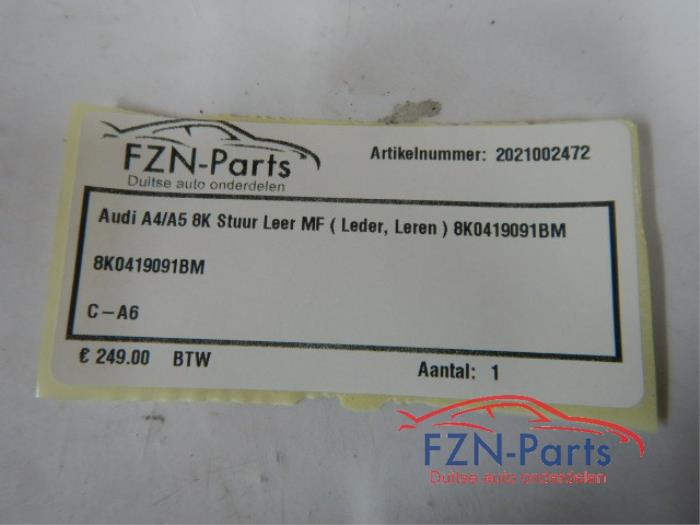 FZN-Parts
Duitse auto onderdelen
Artikelnummer: 2021002472
Audi A4/A5 8K Stuur Leer MF ( Leder, Leren ) 8K0419091BM
8K0419091BM
C-A6
€ 249.00 BTW
Aantal: 1
FZN-Parts
Duitse auto onderdelen